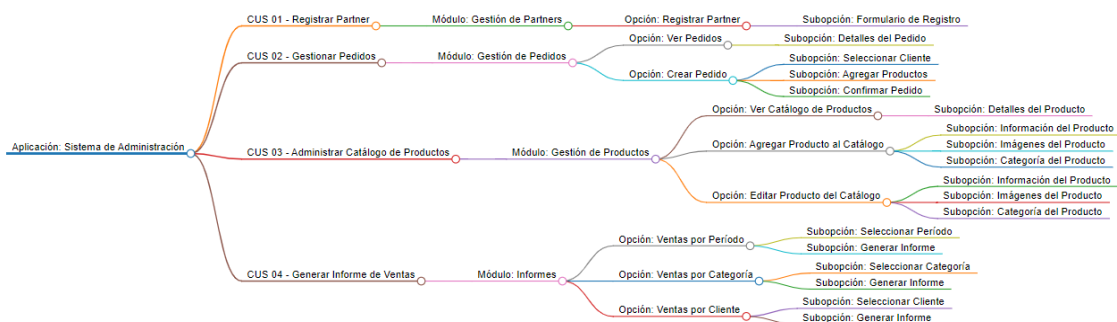 Aplicación: Sistema de Administración
CUS 01 - Registrar Partner
Módulo: Gestión de Partners
Opción: Registrar Partner
Subopción: Formulario de Registro
CUS 02 - Gestionar Pedidos
Módulo: Gestión de Pedidos
Opción: Ver Pedidos
Subopción: Detalles del Pedido
Opción: Crear Pedido
Subopción: Seleccionar Cliente
Subopción: Agregar Productos
Subopción: Confirmar Pedido
CUS 03 - Administrar Catálogo de Productos
Módulo: Gestión de Productos
Opción: Ver Catálogo de Productos
Subopción: Detalles del Producto
Opción: Agregar Producto al Catálogo
Subopción: Información del Producto
Subopción: Imágenes del Producto
Subopción: Categoría del Producto
Opción: Editar Producto del Catálogo
Subopción: Información del Producto
Subopción: Imágenes del Producto
Subopción: Categoría del Producto
CUS 04 - Generar Informe de Ventas
Módulo: Informes
Opción: Ventas por Período
Subopción: Seleccionar Período
Subopción: Generar Informe
Opción: Ventas por Categoría
Subopción: Seleccionar Categoría
Subopción: Generar Informe
Opción: Ventas por Cliente
Subopción: Seleccionar Cliente
Subopción: Generar Informe